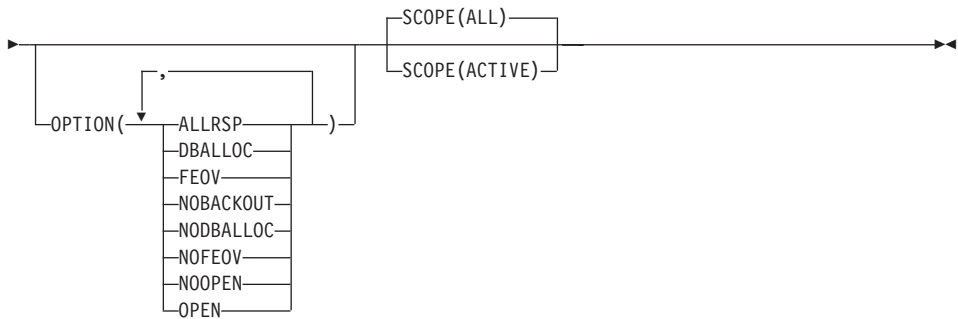 SCOPE(ALL)
SCOPE(ACTIVE)
,
OPTION( ALLRSP )
DBALLOC
FEOV
NOBACKOUT
NODBALLOC
NOFEOV
NOOPEN
OPEN